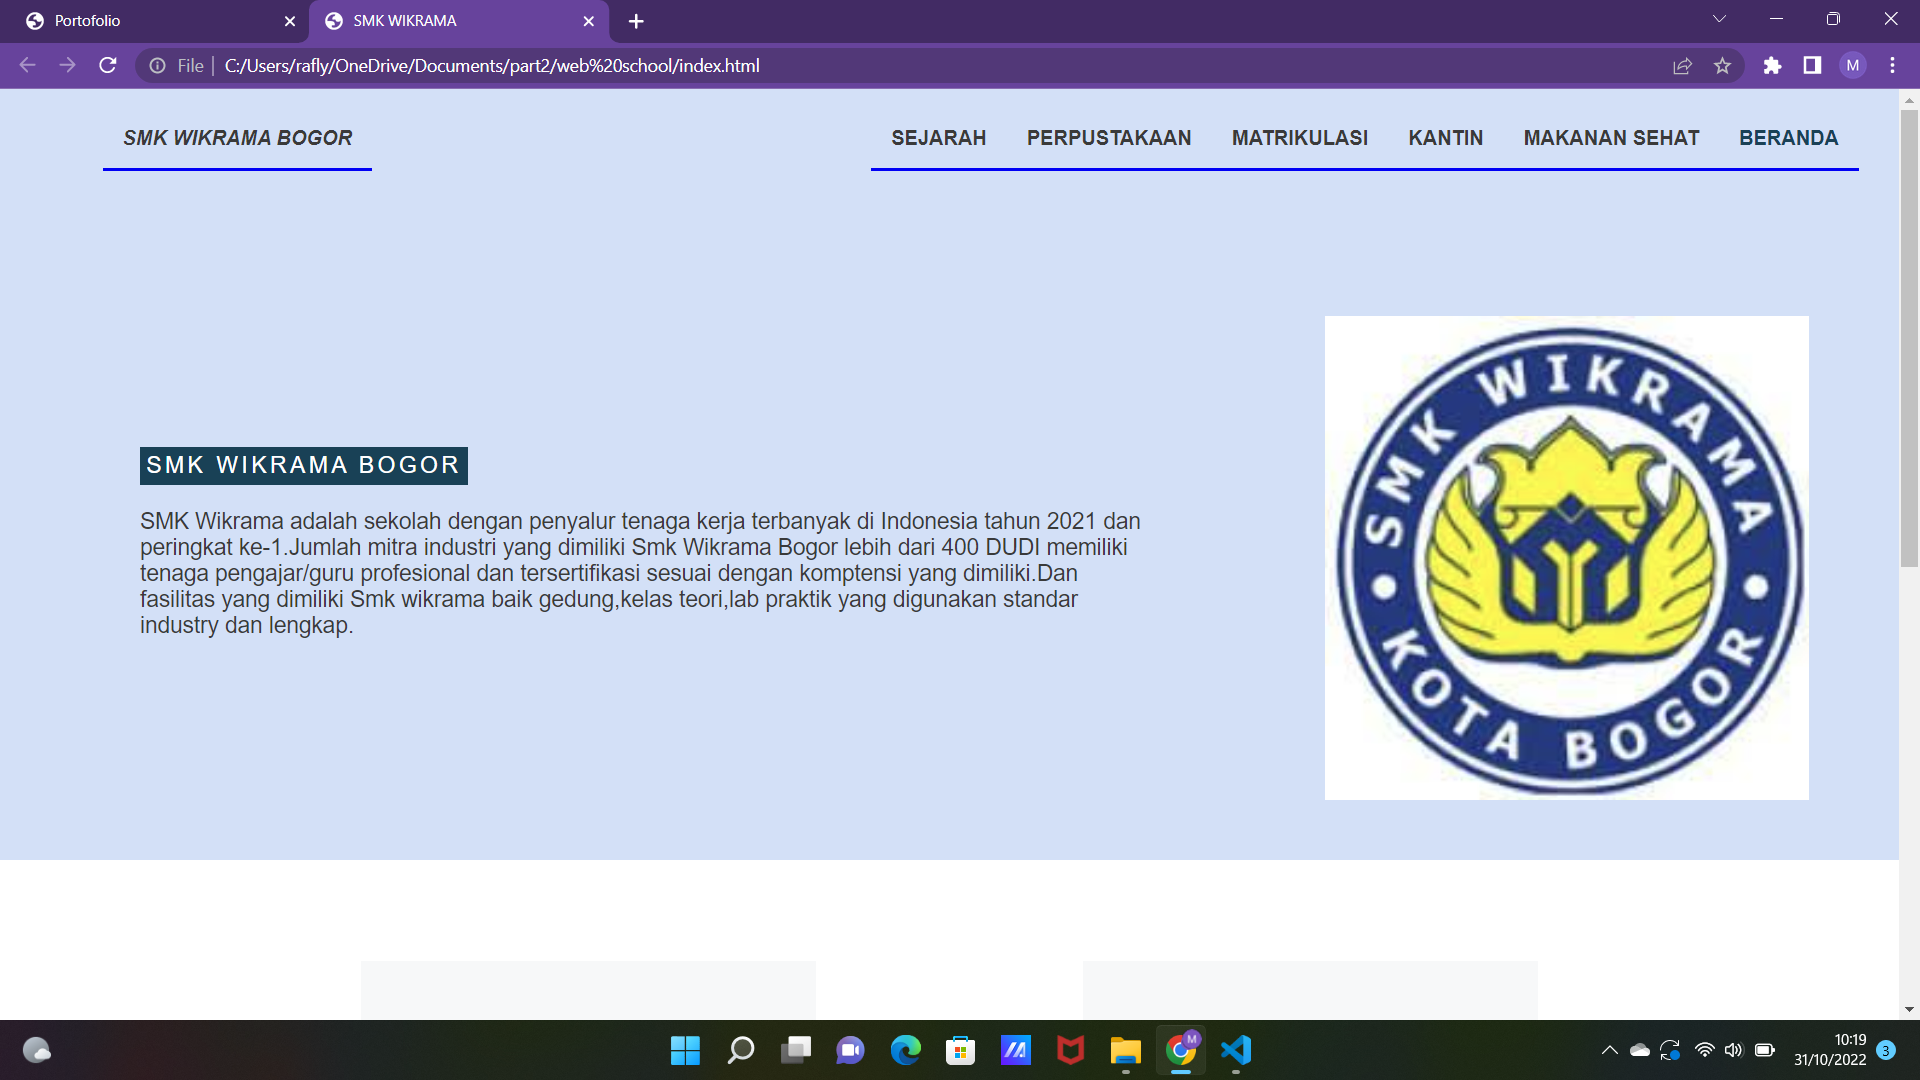 Portofolio
SMK WIKRAMA
File
C:/Users/rafly/OneDrive/Documents/part2/web%20school/index.html
M
SMK WIKRAMA BOGOR
SEJARAH PERPUSTAKAAN MATRIKULASI KANTIN MAKANAN SEHAT BERANDA
SMK WIKRAMA
KOTA BOGOR
SMK WIKRAMA BOGOR
SMK Wikrama adalah sekolah dengan penyalur tenaga kerja terbanyak di Indonesia tahun 2021 dan
peringkat ke-1.Jumlah mitra industri yang dimiliki Smk Wikrama Bogor lebih dari 400 DUDI memiliki
tenaga pengajar/guru profesional dan tersertifikasi sesuai dengan komptensi yang dimiliki.Dan
fasilitas yang dimiliki Smk wikrama baik gedung,kelas teori,lab praktik yang digunakan standar
industry dan lengkap.
M
10:19
31/10/2022
3